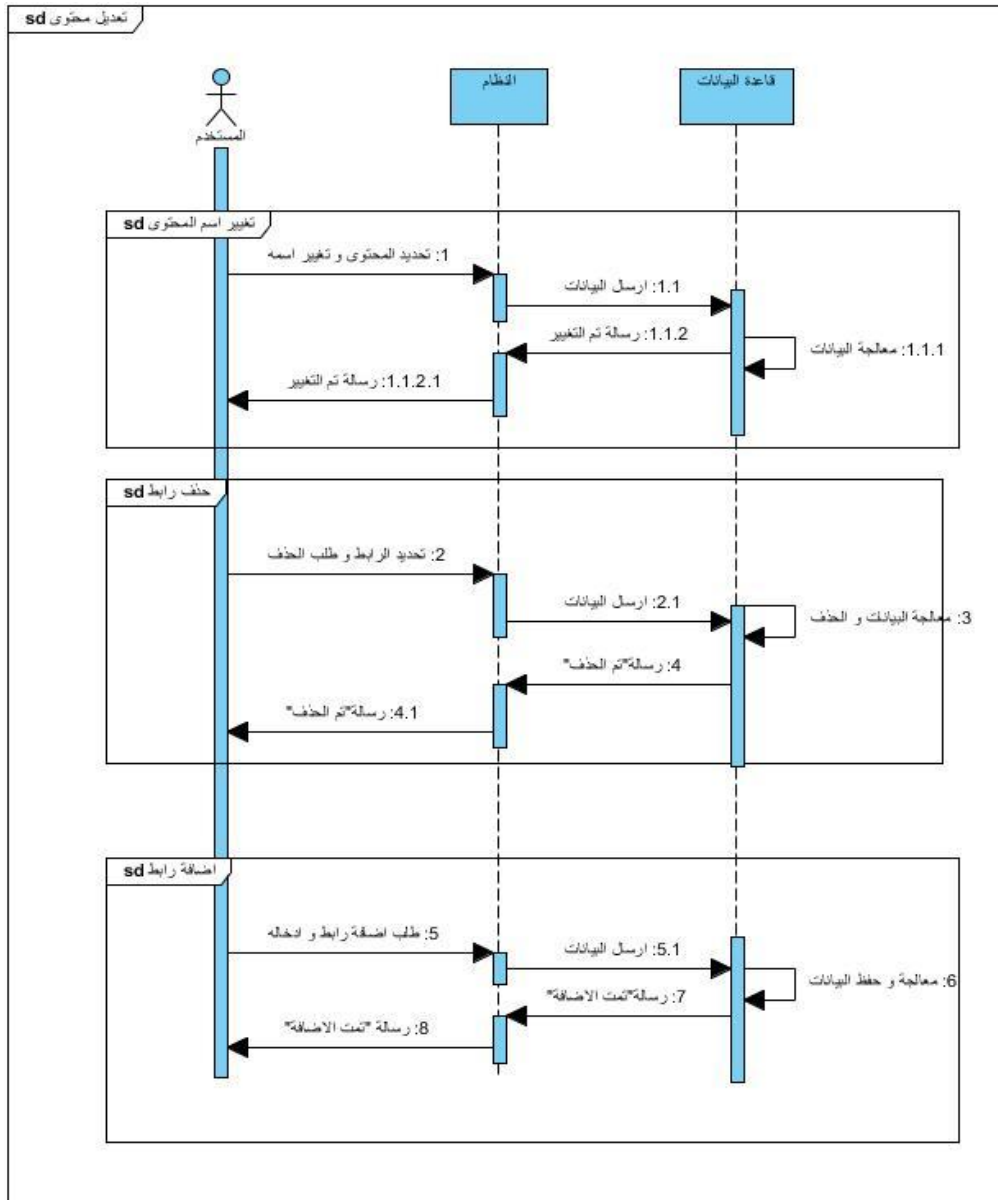 sd تعديل محتوى
المستخدم
النظام
قاعدة البيانات
sd تغيير اسم المحتوى
1: تحديد المحتوى و تغيير اسمه
1.1: ارسال البيانات
1.1.1: معالجة البيانات
1.1.2: رسالة تم التغيير
1.1.2.1: رسالة تم التغيير
sd حذف رابط
2: تحديد الرابط و طلب الحذف
2.1: ارسال البيانات
3: معالجة البيانات و الحذف
4: رسالة"تم الحذف"
4.1: رسالة"تم الحذف"
sd اضافة رابط
5: طلب اضافة رابط و ادخاله
5.1: ارسال البيانات
6: معالجة و حفظ البيانات
7: رسالة"تمت الاضافة"
8: رسالة "تمت الاضافة"